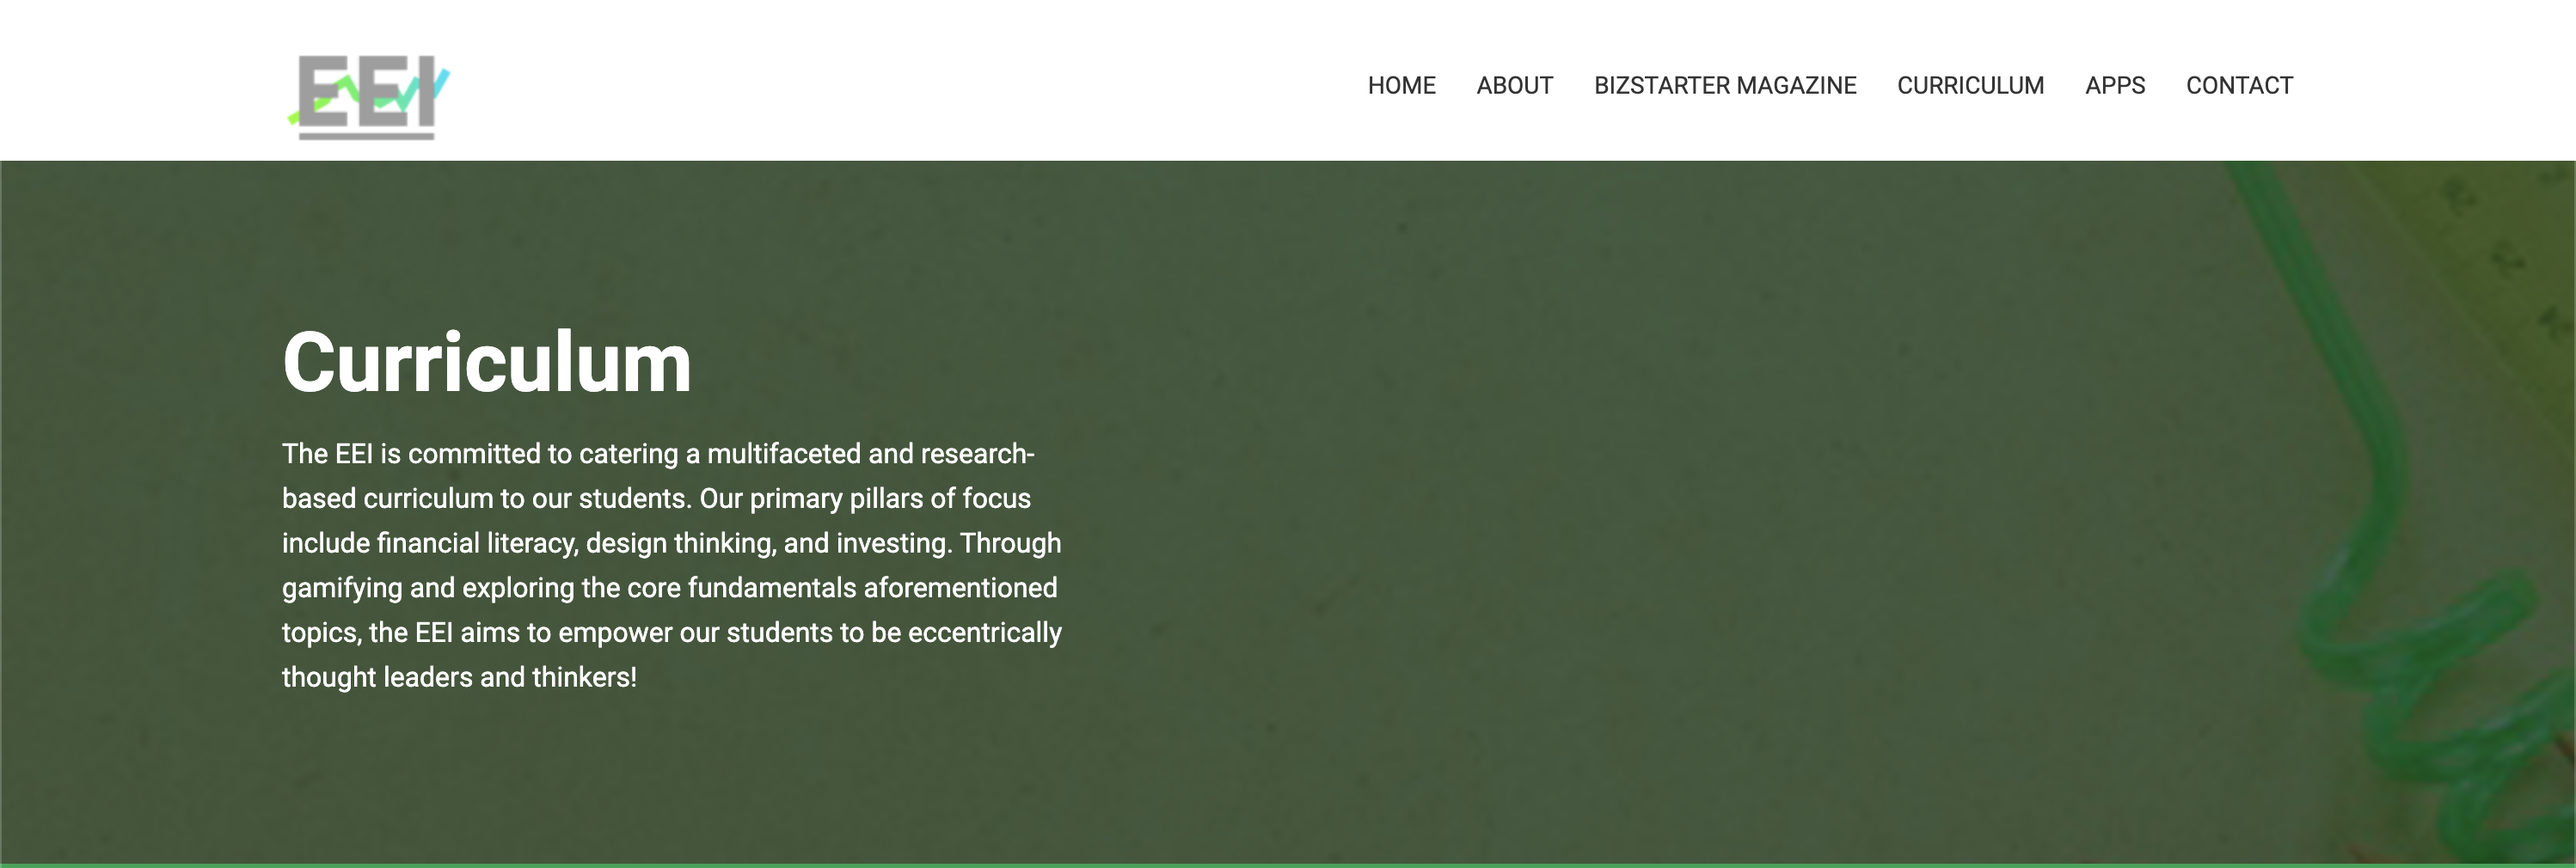 EEI
HOME ABOUT BIZSTARTER MAGAZINE CURRICULUM APPS CONTACT
Curriculum
The EEI is committed to catering a multifaceted and research-
based curriculum to our students. Our primary pillars of focus
include financial literacy, design thinking, and investing. Through
gamifying and exploring the core fundamentals aforementioned
topics, the EEI aims to empower our students to be eccentrically
thought leaders and thinkers!